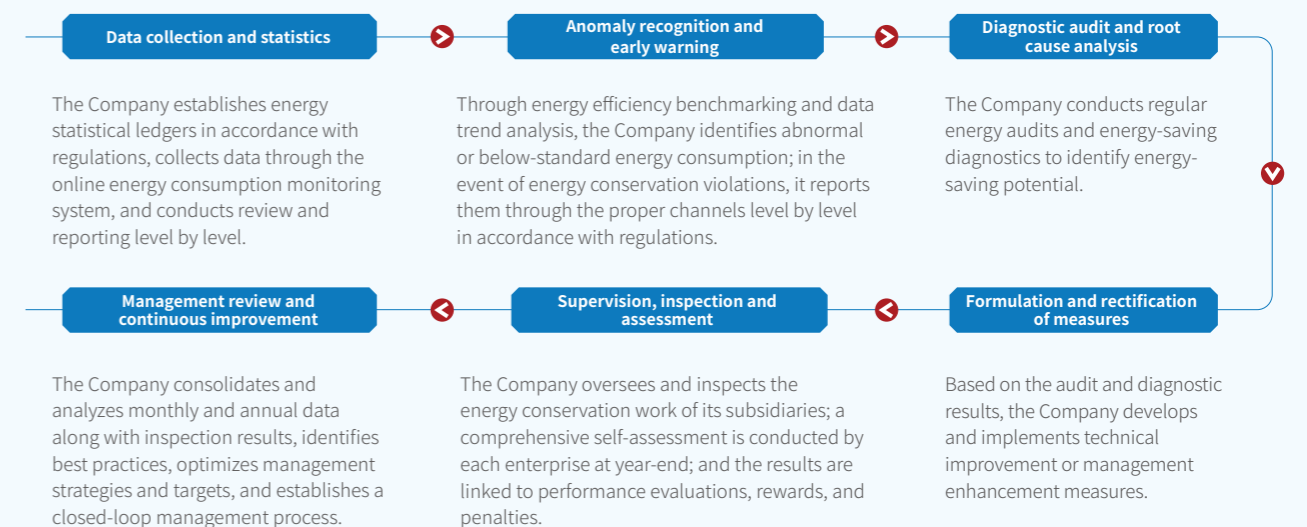 Data collection and statistics
The Company establishes energy
statistical ledgers in accordance with
regulations, collects data through the
online energy consumption monitoring
system, and conducts review and
reporting level by level.
Anomaly recognition and
early warning
Through energy efficiency benchmarking and data
trend analysis, the Company identifies abnormal
or below-standard energy consumption; in the
event of energy conservation violations, it reports
them through the proper channels level by level
in accordance with regulations.
Diagnostic audit and root
cause analysis
The Company conducts regular
energy audits and energy-saving
diagnostics to identify energy-
saving potential.
Formulation and rectification
of measures
Based on the audit and diagnostic
results, the Company develops
and implements technical
improvement or management
enhancement measures.
Supervision, inspection and
assessment
The Company oversees and inspects the
energy conservation work of its subsidiaries; a
comprehensive self-assessment is conducted by
each enterprise at year-end; and the results are
linked to performance evaluations, rewards, and
penalties.
Management review and
continuous improvement
The Company consolidates and
analyzes monthly and annual data
along with inspection results, identifies
best practices, optimizes management
strategies and targets, and establishes a
closed-loop management process.